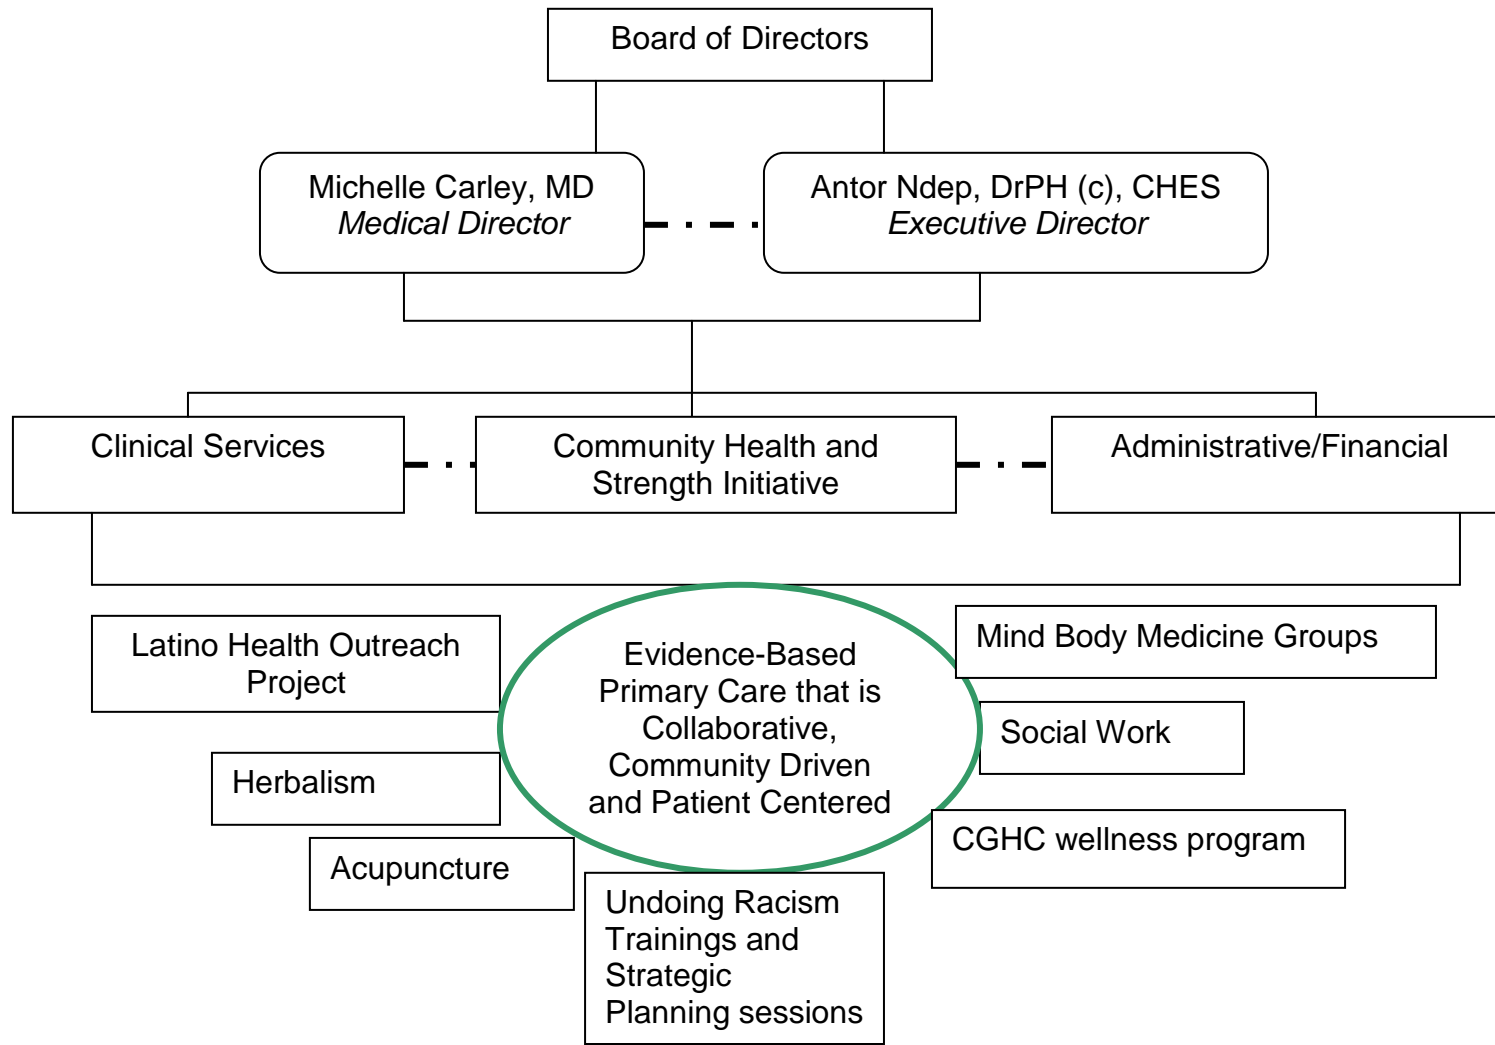 Board of Directors
Michelle Carley, MD
Medical Director
Antor Ndep, DrPH (c), CHES
Executive Director
Clinical Services
Community Health and
Strength Initiative
Administrative/Financial
Latino Health Outreach
Project
Evidence-Based
Primary Care that is
Collaborative,
Community Driven
and Patient Centered
Mind Body Medicine Groups
Social Work
Herbalism
CGHC wellness program
Acupuncture
Undoing Racism
Trainings and
Strategic
Planning sessions